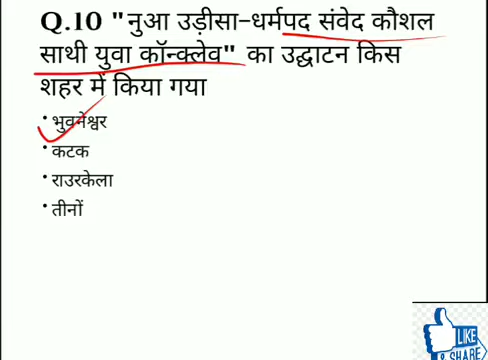 Q.10 "नुआ उड़ीसा-धर्मपद संवेद कौशल
साथी युवा कॉन्क्लेव" का उद्घाटन किस
शहर में किया गया
• भुवनेश्वर
• कटक
• राउरकेला
• तीनों
LIKE
& SHARE